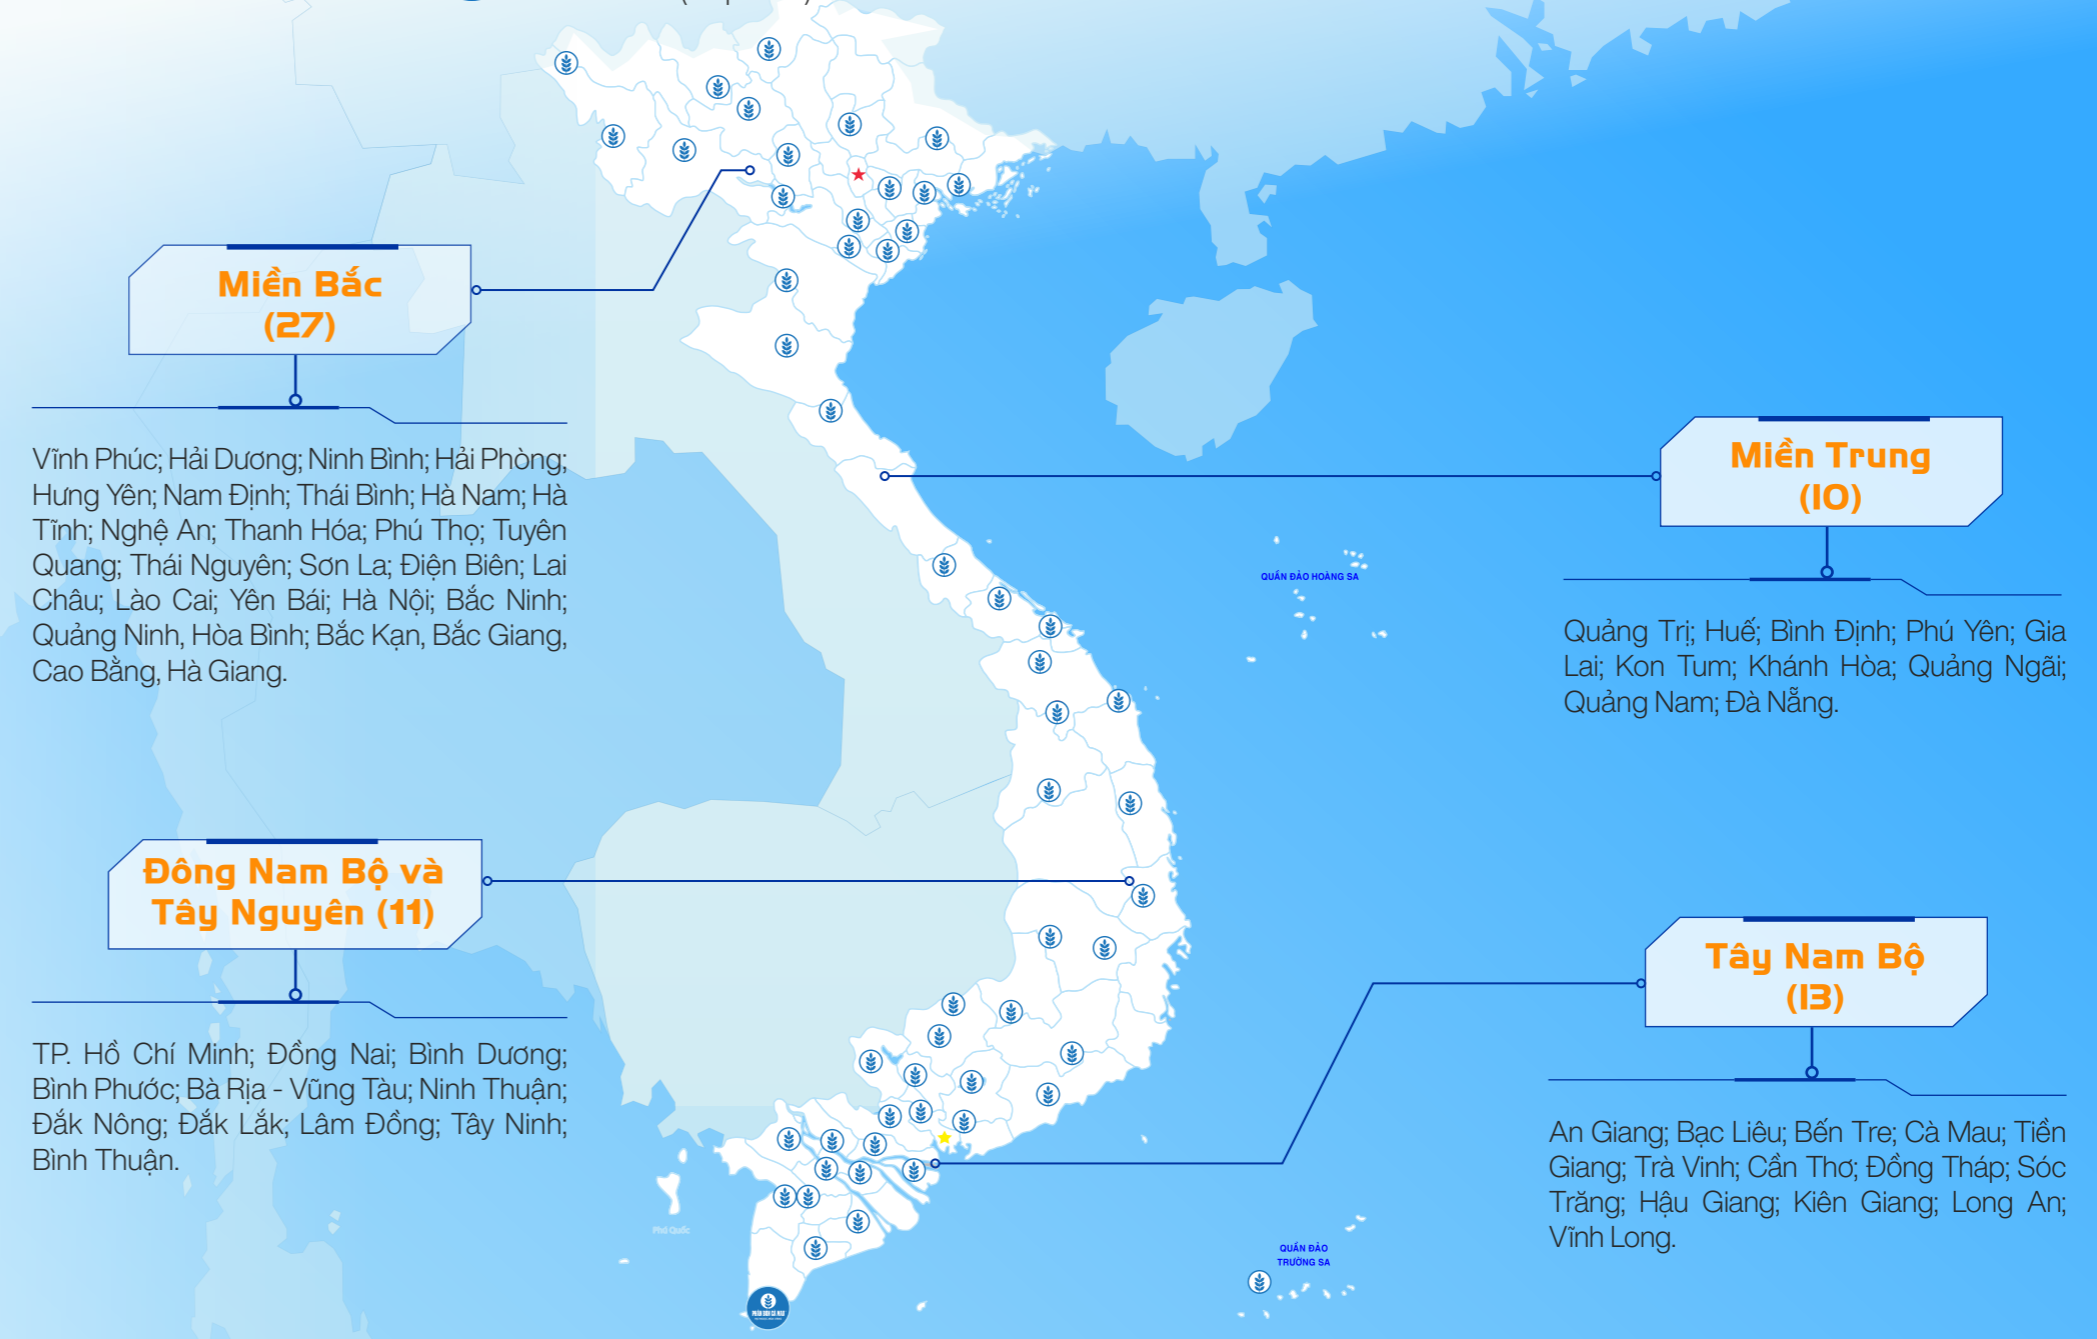 Miền Bắc
(27)
Vĩnh Phúc; Hải Dương; Ninh Bình; Hải Phòng;
Hưng Yên; Nam Định; Thái Bình; Hà Nam; Hà
Tĩnh; Nghệ An; Thanh Hóa; Phú Thọ; Tuyên
Quang; Thái Nguyên; Sơn La; Điện Biên; Lai
Châu; Lào Cai; Yên Bái; Hà Nội; Bắc Ninh;
Quảng Ninh, Hòa Bình; Bắc Kạn, Bắc Giang,
Cao Bằng, Hà Giang.
Miền Trung
(10)
Quảng Trị; Huế; Bình Định; Phú Yên; Gia
Lai; Kon Tum; Khánh Hòa; Quảng Ngãi;
Quảng Nam; Đà Nẵng.
QUẦN ĐẢO HOÀNG SA
Đông Nam Bộ và
Tây Nguyên (11)
TP. Hồ Chí Minh; Đồng Nai; Bình Dương;
Bình Phước; Bà Rịa - Vũng Tàu; Ninh Thuận;
Đắk Nông; Đắk Lắk; Lâm Đồng; Tây Ninh;
Bình Thuận.
Tây Nam Bộ
(13)
An Giang; Bạc Liêu; Bến Tre; Cà Mau; Tiền
Giang; Trà Vinh; Cần Thơ; Đồng Tháp; Sóc
Trăng; Hậu Giang; Kiên Giang; Long An;
Vĩnh Long.
Phú Quốc
QUẦN ĐẢO
TRƯỜNG SA
PHÂN BÓN CÀ MAU